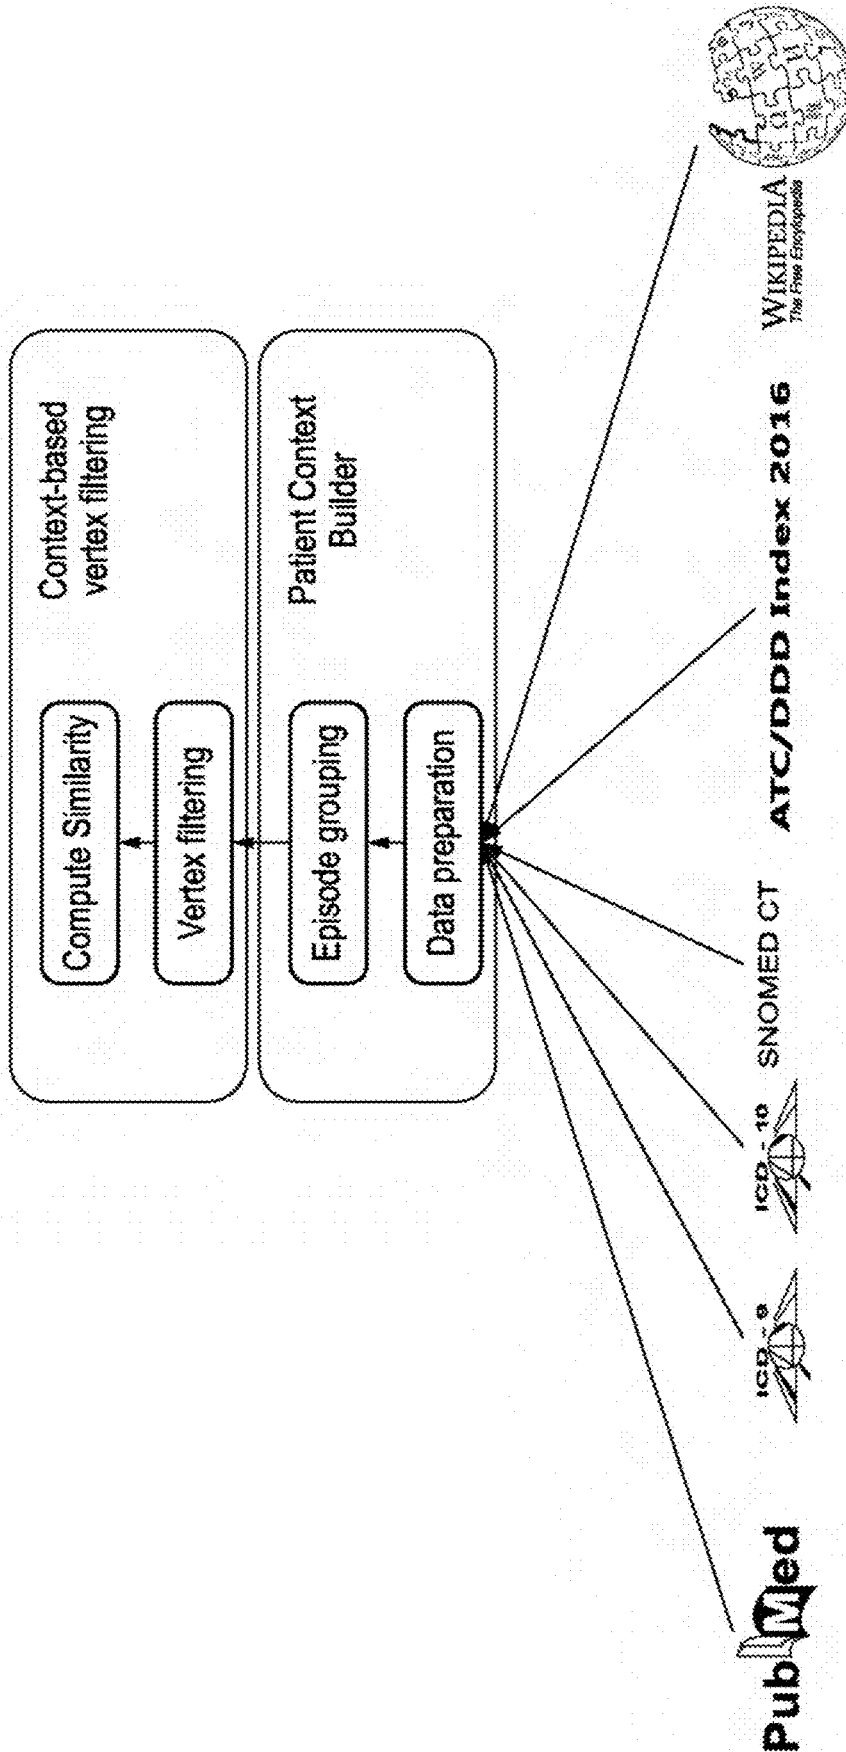 Compute Similarity
Context-based
vertex filtering
Vertex filtering
Episode grouping
Patient Context
Builder
Data preparation
PubMed
ICD - 9
ICD - 10
SNOMED CT
ATC/DDD Index 2016
WIKIPEDIA
The Free Encyclopedia